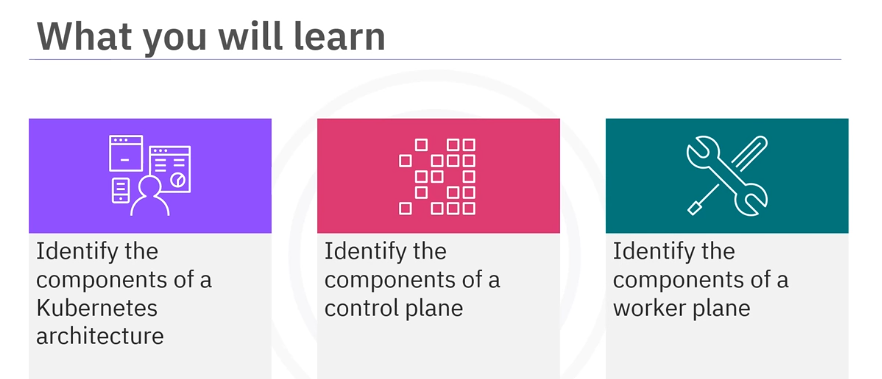 What you will learn
Identify the
components of a
Kubernetes
architecture
Identify the
components of a
control plane
Identify the
components of a
worker plane